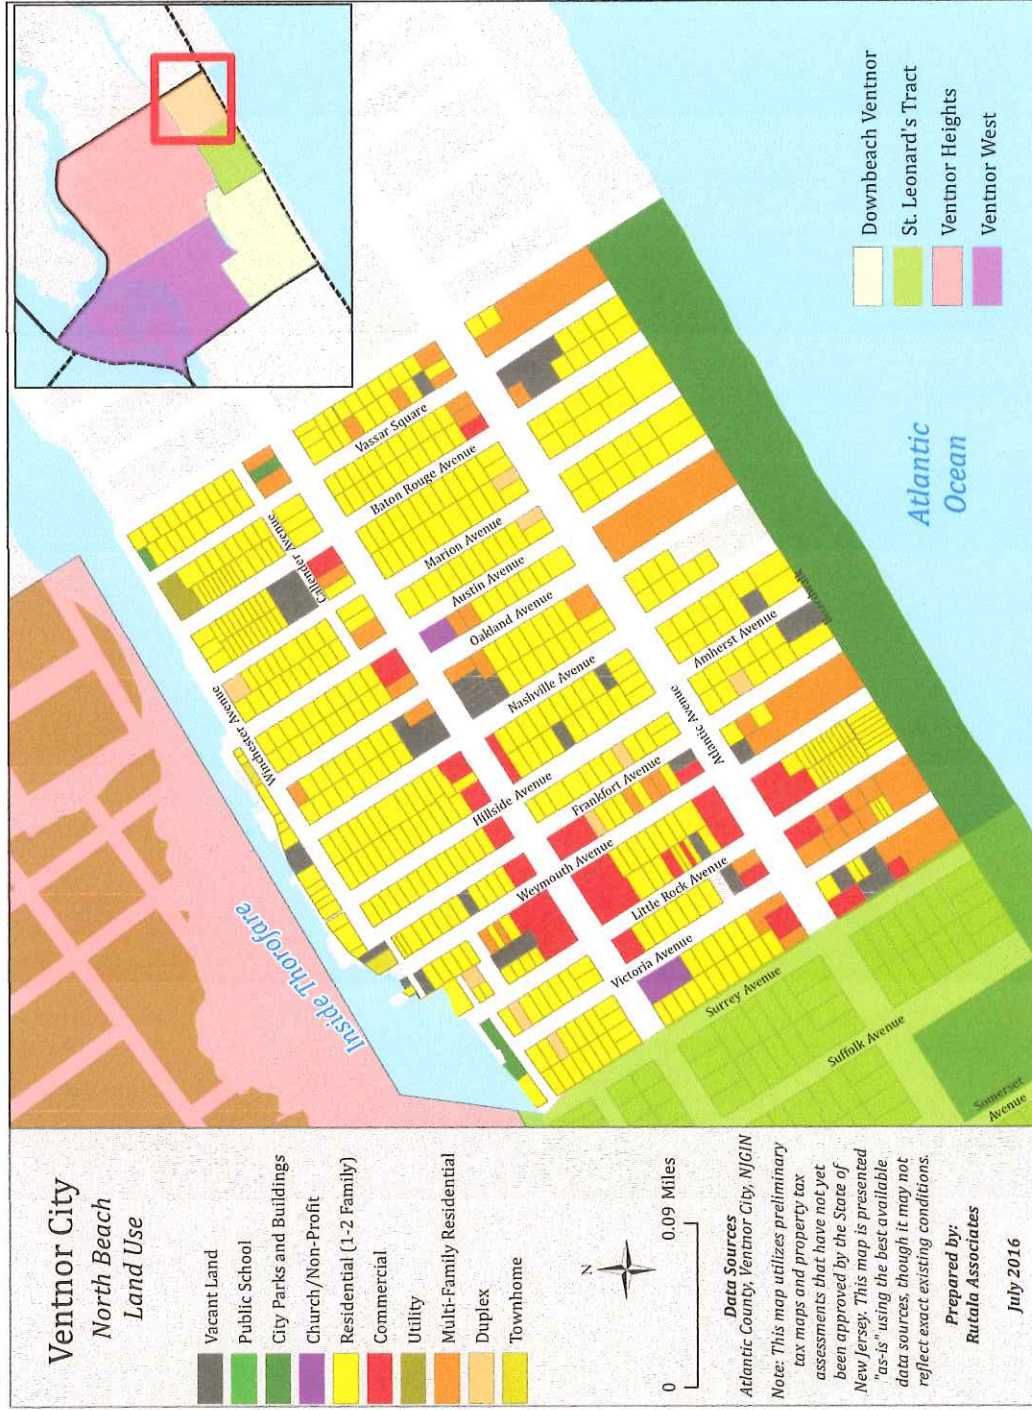 Ventnor City
North Beach
Land Use
Vacant Land
Public School
City Parks and Buildings
Church/Non-Profit
Residential (1-2 Family)
Commercial
Utility
Multi-Family Residential
Duplex
Townhome
N
0
0.09 Miles
Data Sources
Atlantic County, Ventnor City, NJGIN
Note: This map utilizes preliminary
tax maps and property tax
assessments that have not yet
been approved by the State of
New Jersey. This map is presented
"as-is" using the best available
data sources, though it may not
reflect exact existing conditions.
Prepared by:
Rutala Associates
July 2016
Inside Thorofare
Winchester Avenue
Callender Avenue
Vassar Square
Baton Rouge Avenue
Marion Avenue
Austin Avenue
Oakland Avenue
Nashville Avenue
Hillside Avenue
Frankfort Avenue
Weymouth Avenue
Little Rock Avenue
Victoria Avenue
Surrey Avenue
Suffolk Avenue
Somerset
Avenue
Atlantic Avenue
Amherst Avenue
Boardwalk
Atlantic
Ocean
Downbeach Ventnor
St. Leonard's Tract
Ventnor Heights
Ventnor West